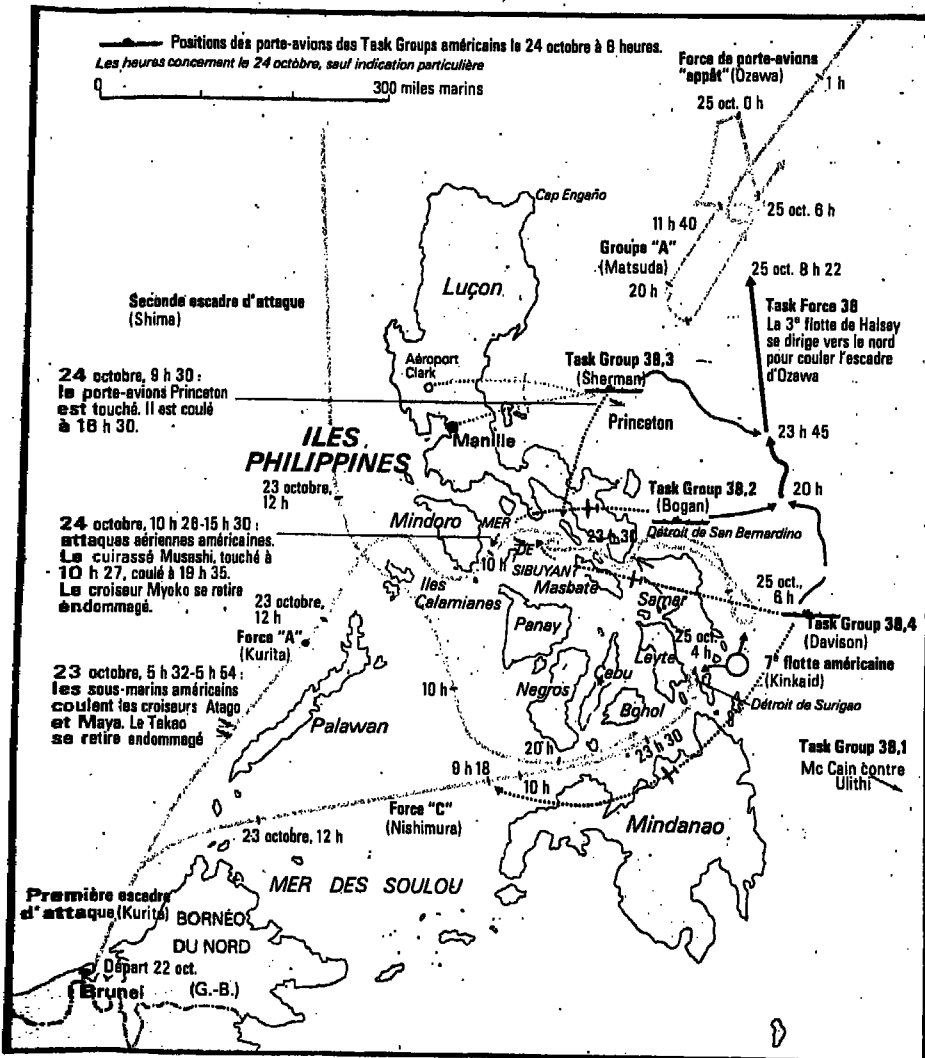 Positions des porte-avions des Task Groups américains le 24 octobre à 6 heures.
Les heures concernent le 24 octobre, sauf indication particulière
0 300 miles marins
Force de porte-avions
"appât" (Ozawa)
25 oct. 0 h
1 h
Cap Engaño
11 h 40
25 oct. 6 h
Groupe "A"
(Matsuda)
20 h
25 oct. 8 h 22
Luçon
Seconde escadre d'attaque
(Shima)
Task Force 38
La 3e flotte de Halsey
se dirige vers le nord
pour couler l'escadre
d'Ozawa
Aéroport
Clark
Task Group 38,3
(Sherman)
24 octobre, 9 h 30 :
le porte-avions Princeton
est touché. Il est coulé
à 18 h 30.
Princeton
Manille
23 h 45
ILES
PHILIPPINES
23 octobre,
12 h
Task Group 38,2
(Bogan)
20 h
Mindoro
MER
DE
SIBUYANT
23 h 30
Détroit de San Bernardino
24 octobre, 10 h 26-15 h 30 :
attaques aériennes américaines.
Le cuirassé Musashi, touché à
10 h 27, coulé à 19 h 35.
Le croiseur Myoko se retire
endommagé.
10 h
Iles
Calamianes
Masbate
Samar
25 oct.,
6 h
Task Group 38,4
(Davison)
23 octobre,
12 h
Force "A"
(Kurita)
Panay
25 oct.
4 h
Leyte
7e flotte américaine
(Kinkaid)
Negros
Cebu
Bohol
Détroit de Surigao
23 octobre, 5 h 32-5 h 54 :
les sous-marins américains
coulent les croiseurs Atago
et Maya. Le Takao
se retire endommagé
10 h
Palawan
20 h
23 h 30
9 h 18
10 h
Task Group 38,1
Mc Cain contre
Ulithi
Force "C"
(Nishimura)
23 octobre, 12 h
Mindanao
MER DES SOULOU
Première escadre
d'attaque (Kurita)
BORNÉO
DU NORD
(G.-B.)
Départ 22 oct.
Brunei